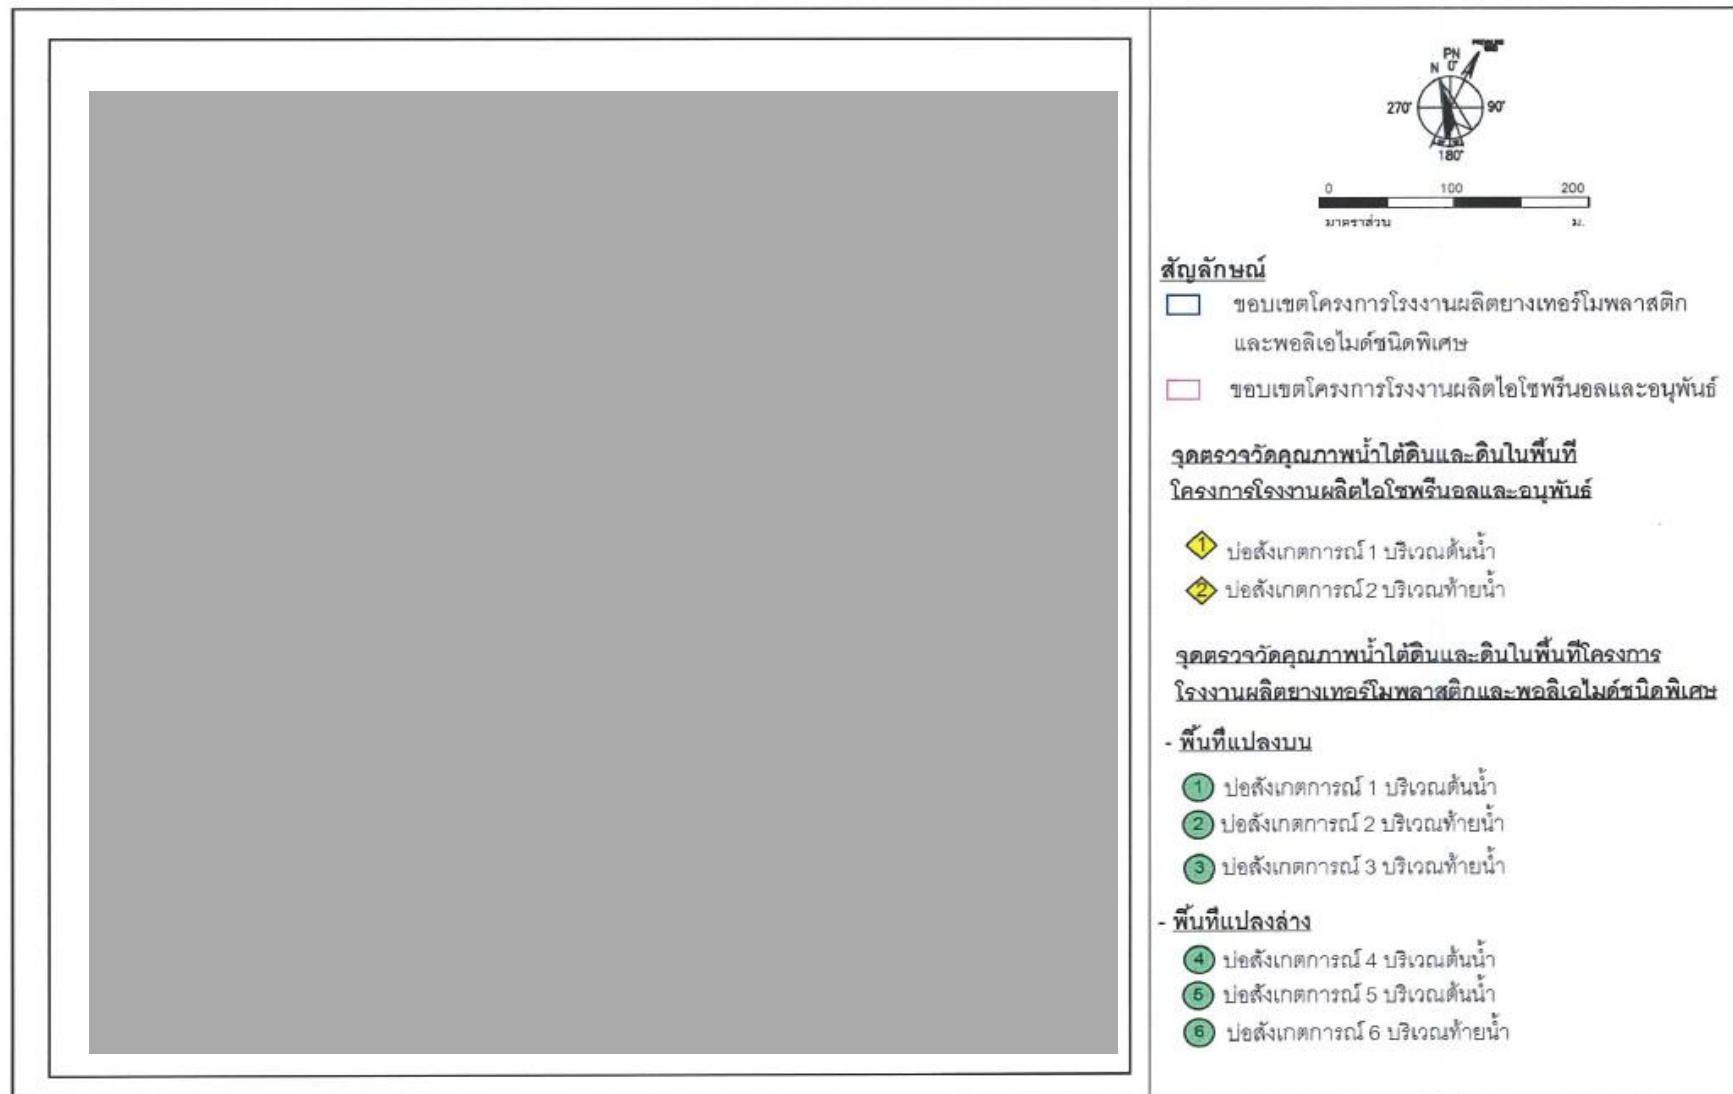 PN
N 0°
270° 90°
180°
0 100 200
มาตราส่วน ม.
สัญลักษณ์
ขอบเขตโครงการโรงงานผลิตยางเทอร์โมพลาสติก
และพอลิเอไมด์ชนิดพิเศษ
ขอบเขตโครงการโรงงานผลิตไอโซพรีนอลและอนุพันธ์
จุดตรวจวัดคุณภาพน้ำใต้ดินและดินในพื้นที่
โครงการโรงงานผลิตไอโซพรีนอลและอนุพันธ์
1 บ่อสังเกตการณ์ 1 บริเวณต้นน้ำ
2 บ่อสังเกตการณ์ 2 บริเวณท้ายน้ำ
จุดตรวจวัดคุณภาพน้ำใต้ดินและดินในพื้นที่โครงการ
โรงงานผลิตยางเทอร์โมพลาสติกและพอลิเอไมด์ชนิดพิเศษ
- พื้นที่แปลงบน
1 บ่อสังเกตการณ์ 1 บริเวณต้นน้ำ
2 บ่อสังเกตการณ์ 2 บริเวณท้ายน้ำ
3 บ่อสังเกตการณ์ 3 บริเวณท้ายน้ำ
- พื้นที่แปลงล่าง
4 บ่อสังเกตการณ์ 4 บริเวณต้นน้ำ
5 บ่อสังเกตการณ์ 5 บริเวณต้นน้ำ
6 บ่อสังเกตการณ์ 6 บริเวณท้ายน้ำ